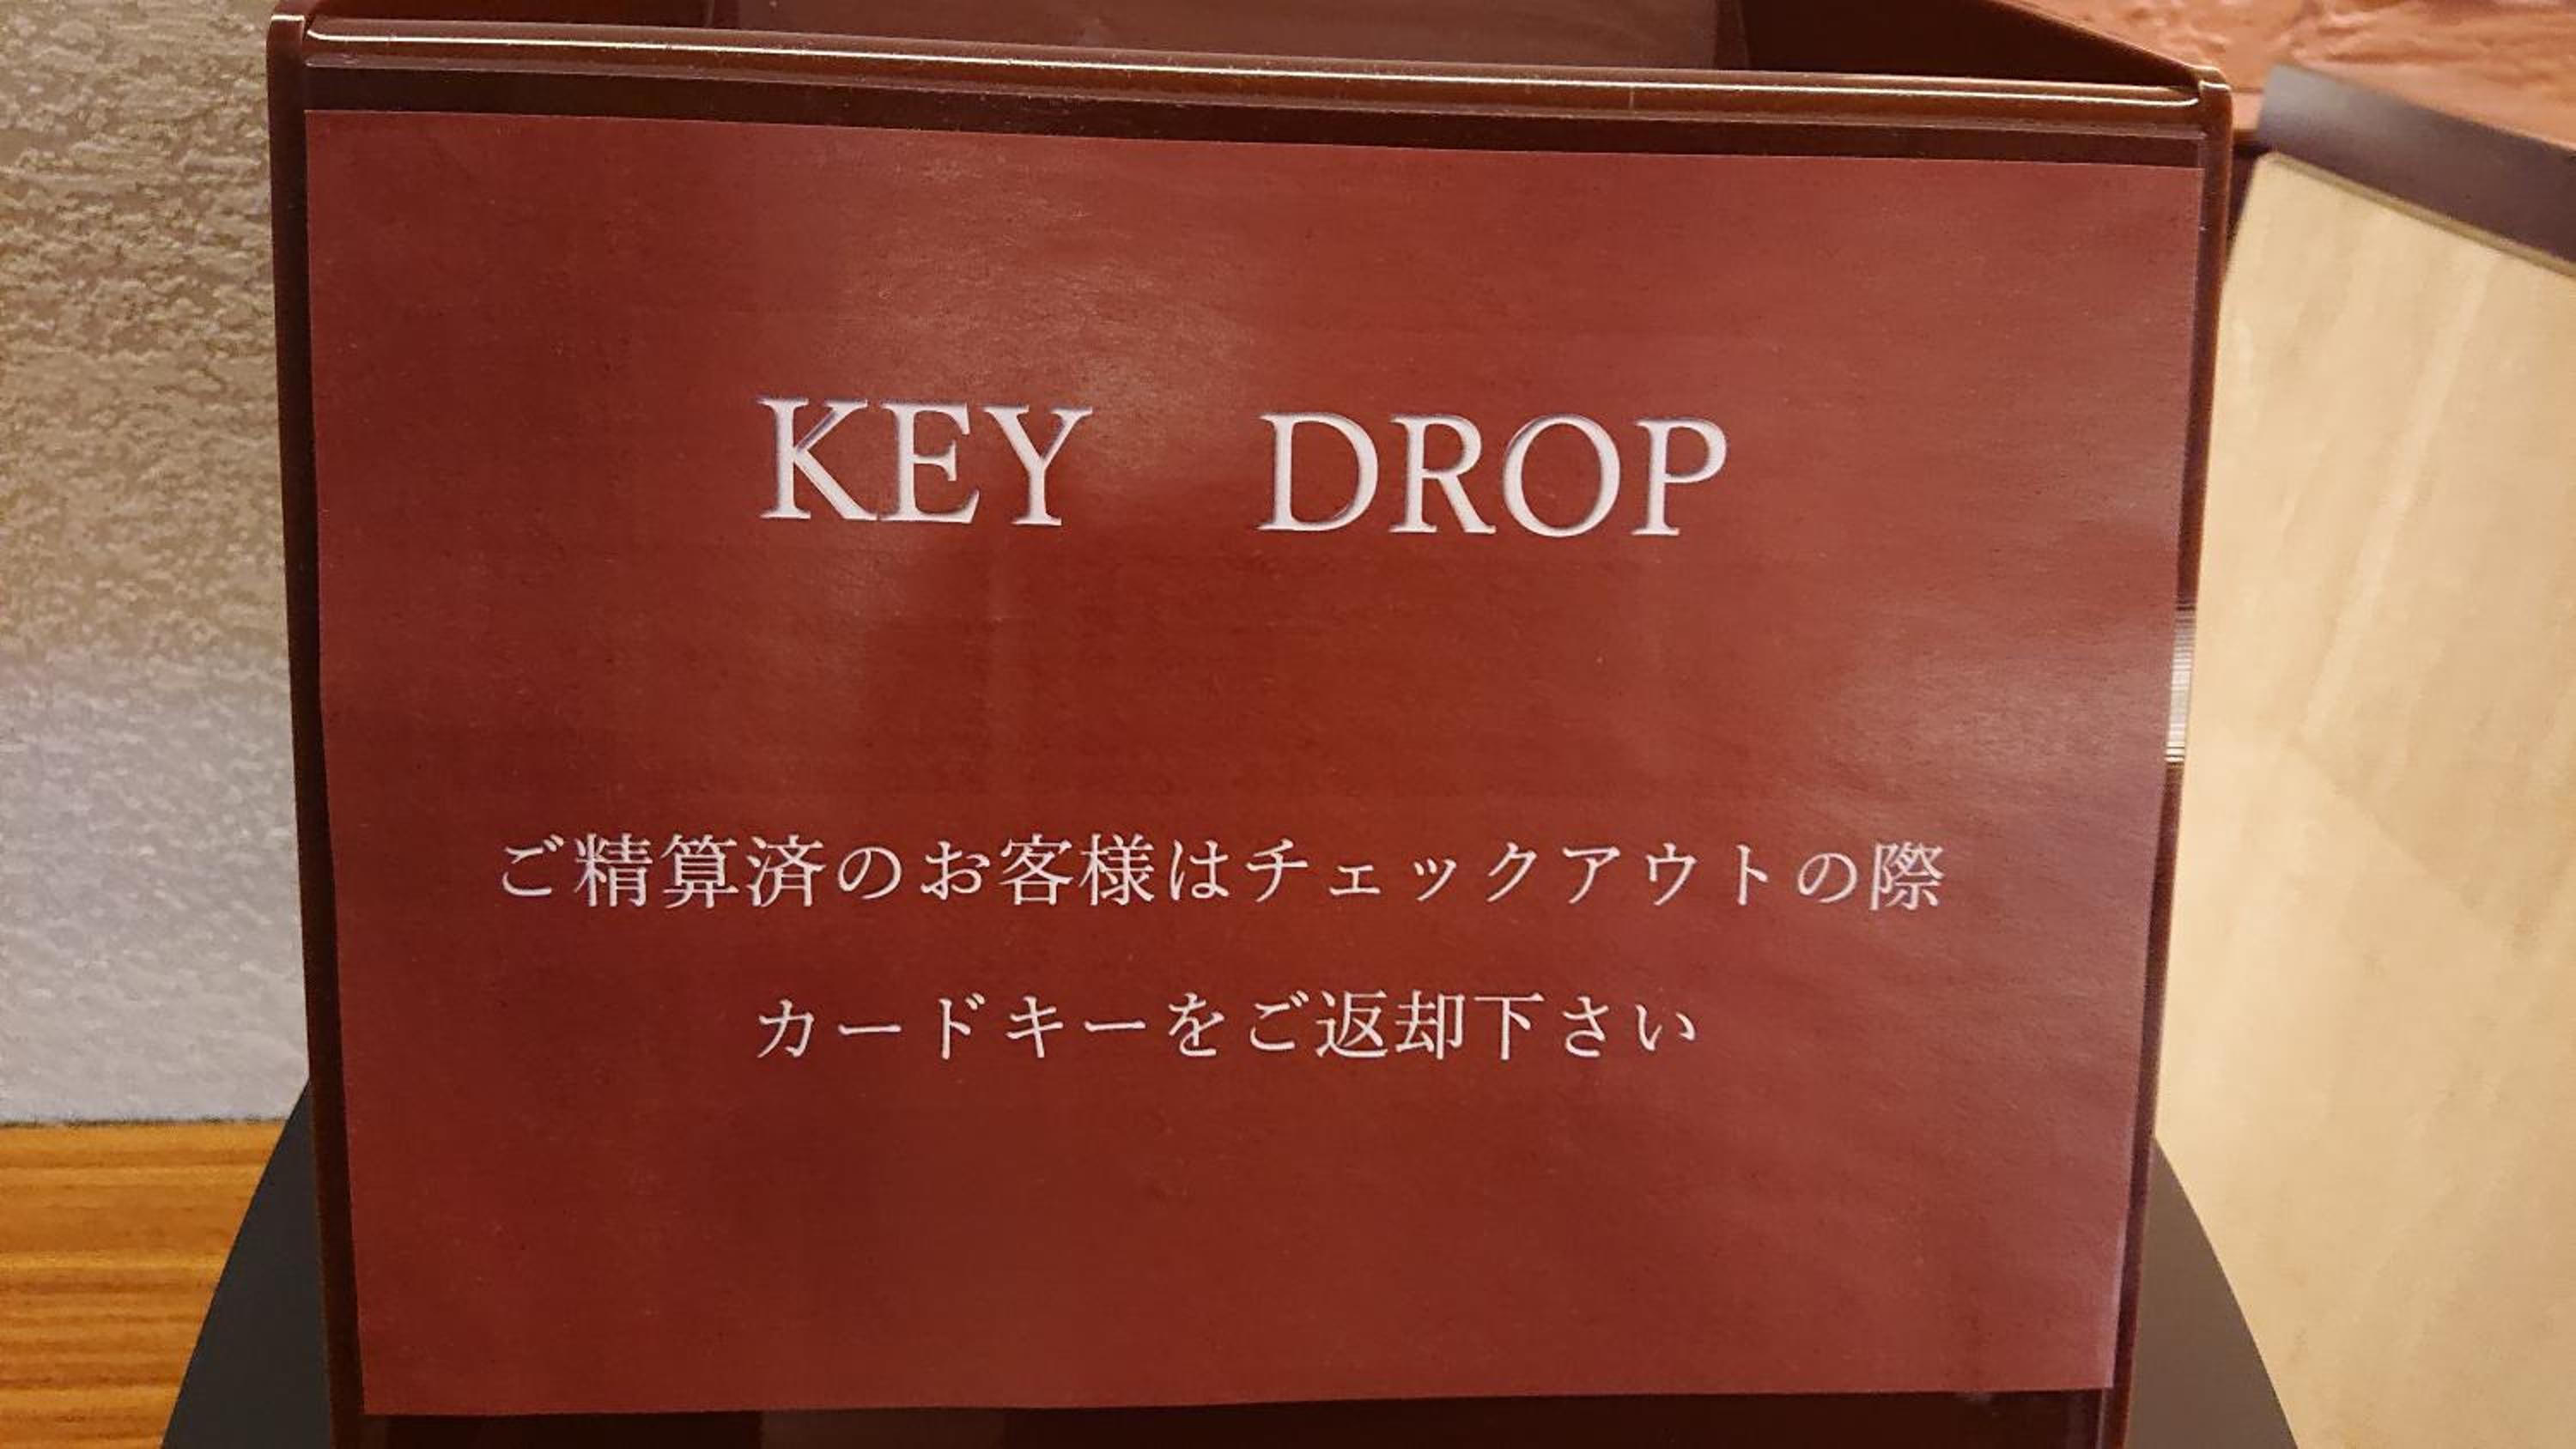 KEY　DROP
ご精算済のお客様はチェックアウトの際
カードキーをご返却下さい